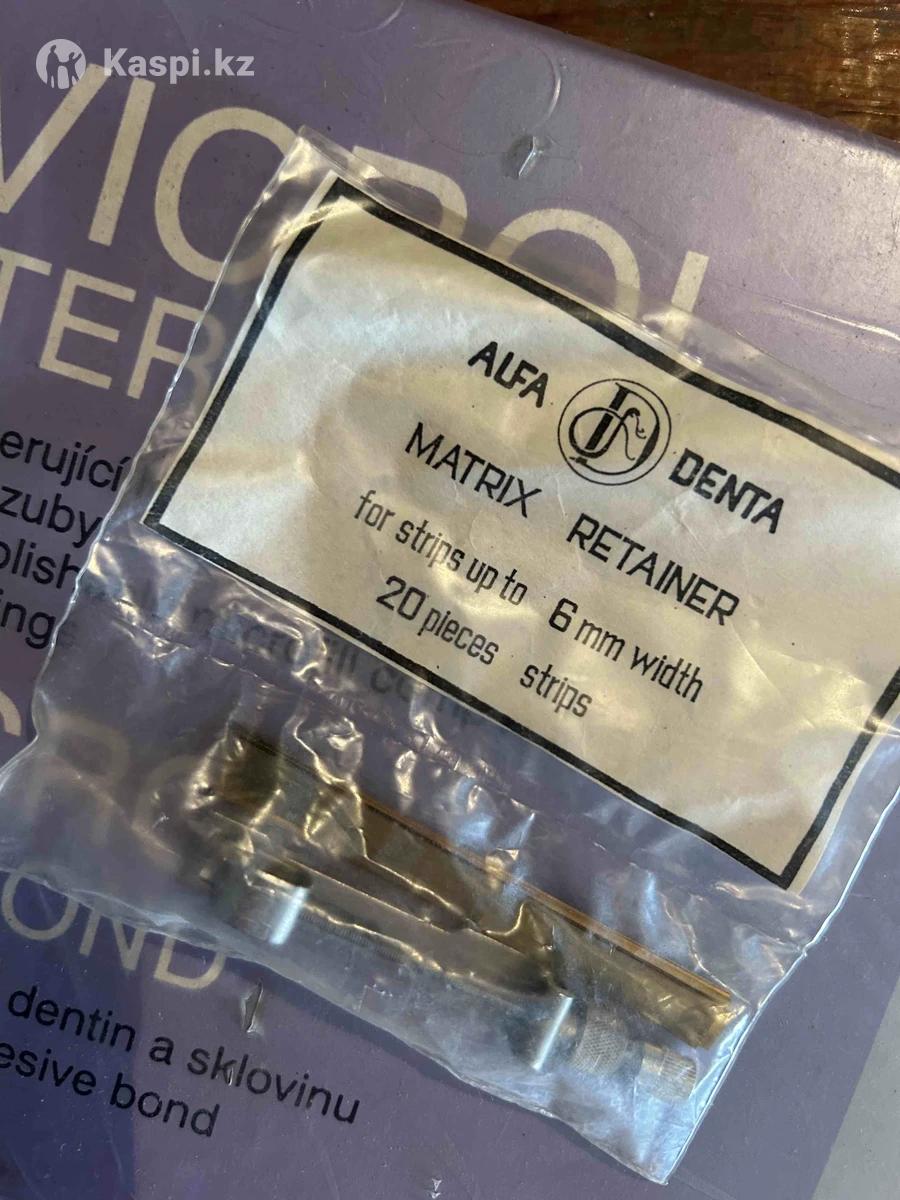 Kaspi.kz
ALFA DENTA
MATRIX RETAINER
for strips up to 6 mm width
20 pieces strips
VICPOL
TER
erující
zuby
olish
ings
OND
dentin a sklovinu
esive bond